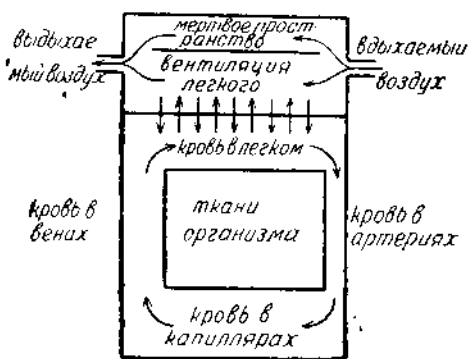 мертвое прост
ранство
выдыхае
мый воздух
вдыхаемый
воздух
вентиляция
легкого
кровь в легком
кровь в
венах
ткани
организма
кровь в
артериях
кровь в
капиллярах